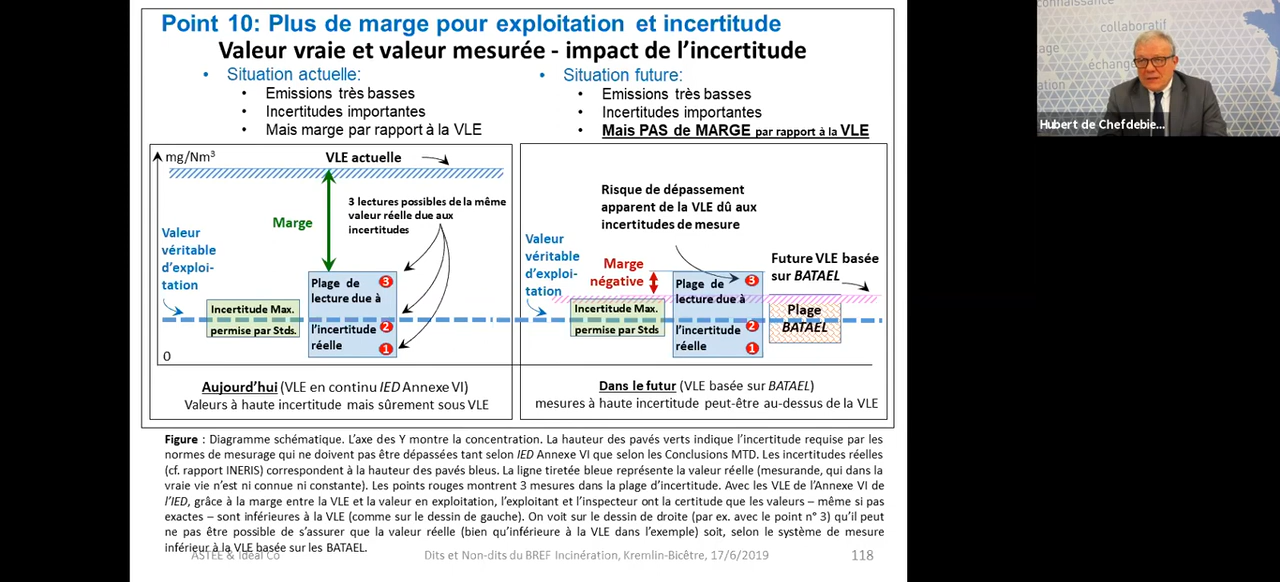 Point 10: Plus de marge pour exploitation et incertitude
Valeur vraie et valeur mesurée - impact de l'incertitude
• Situation actuelle:
• Emissions très basses
• Incertitudes importantes
• Mais marge par rapport à la VLE
• Situation future:
• Emissions très basses
• Incertitudes importantes
• Mais PAS de MARGE par rapport à la VLE
mg/Nm³
VLE actuelle
3 lectures possibles de la même
valeur réelle due aux
incertitudes
Marge
Valeur
véritable
d'exploi-
tation
Plage de
lecture due à
l'incertitude
réelle
3
2
1
Incertitude Max.
permise par Stds.
0
Aujourd'hui (VLE en continu IED Annexe VI)
Valeurs à haute incertitude mais sûrement sous VLE
Risque de dépassement
apparent de la VLE dû aux
incertitudes de mesure
Valeur
véritable
d'exploi-
tation
Marge
négative
Future VLE basée
sur BATAEL
Plage de
lecture due à
l'incertitude
réelle
3
2
1
Incertitude Max.
permise par Stds
Plage
BATAEL
Dans le futur (VLE basée sur BATAEL)
mesures à haute incertitude peut-être au-dessus de la VLE
Figure : Diagramme schématique. L'axe des Y montre la concentration. La hauteur des pavés verts indique l'incertitude requise par les
normes de mesurage qui ne doivent pas être dépassées tant selon IED Annexe VI que selon les Conclusions MTD. Les incertitudes réelles
(cf. rapport INERIS) correspondent à la hauteur des pavés bleus. La ligne tiretée bleue représente la valeur réelle (mesurande, qui dans la
vraie vie n'est ni connue ni constante). Les points rouges montrent 3 mesures dans la plage d'incertitude. Avec les VLE de l'Annexe VI de
l'IED, grâce à la marge entre la VLE et la valeur en exploitation, l'exploitant et l'inspecteur ont la certitude que les valeurs – même si pas
exactes – sont inférieures à la VLE (comme sur le dessin de gauche). On voit sur le dessin de droite (par ex. avec le point n° 3) qu'il peut
ne pas être possible de s'assurer que la valeur réelle (bien qu'inférieure à la VLE dans l'exemple) soit, selon le système de mesure
inférieur à la VLE basée sur les BATAEL.
ASTEE & Ideal Co
Dits et Non-dits du BREF Incinération, Kremlin-Bicêtre, 17/6/2019
118
connaissance
collaboratif
échange
Hubert de Chefdebie...